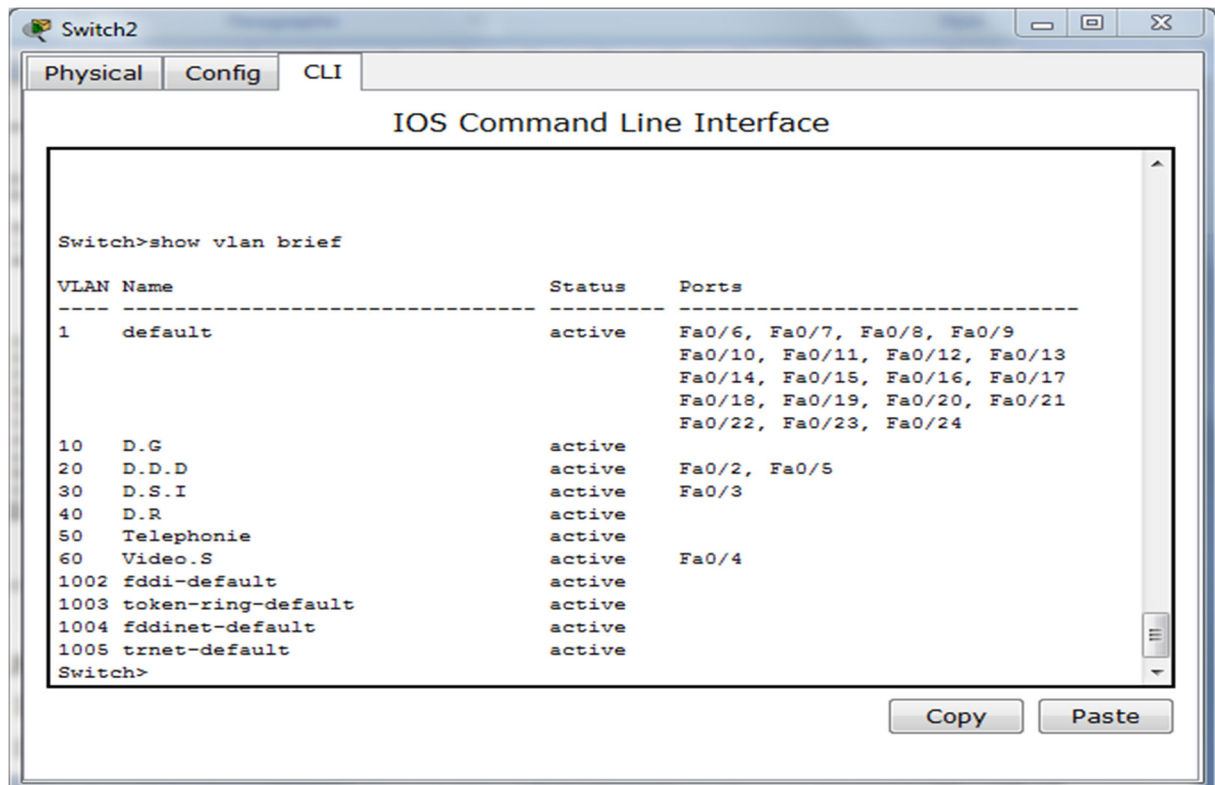 Switch2
Physical Config CLI
IOS Command Line Interface
Switch>show vlan brief
VLAN Name Status Ports
---- -------------------------------- --------- -------------------------------
1 default active Fa0/6, Fa0/7, Fa0/8, Fa0/9
Fa0/10, Fa0/11, Fa0/12, Fa0/13
Fa0/14, Fa0/15, Fa0/16, Fa0/17
Fa0/18, Fa0/19, Fa0/20, Fa0/21
Fa0/22, Fa0/23, Fa0/24
10 D.G active
20 D.D.D active Fa0/2, Fa0/5
30 D.S.I active Fa0/3
40 D.R active
50 Telephonie active
60 Video.S active Fa0/4
1002 fddi-default active
1003 token-ring-default active
1004 fddinet-default active
1005 trnet-default active
Switch>
Copy Paste